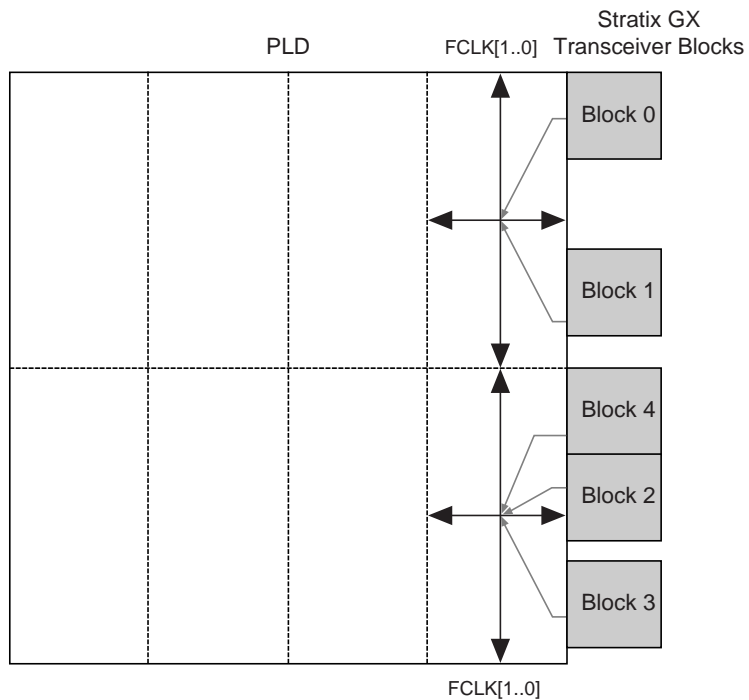 Stratix GX
Transceiver Blocks
PLD
FCLK[1..0]
Block 0
Block 1
Block 4
Block 2
Block 3
FCLK[1..0]